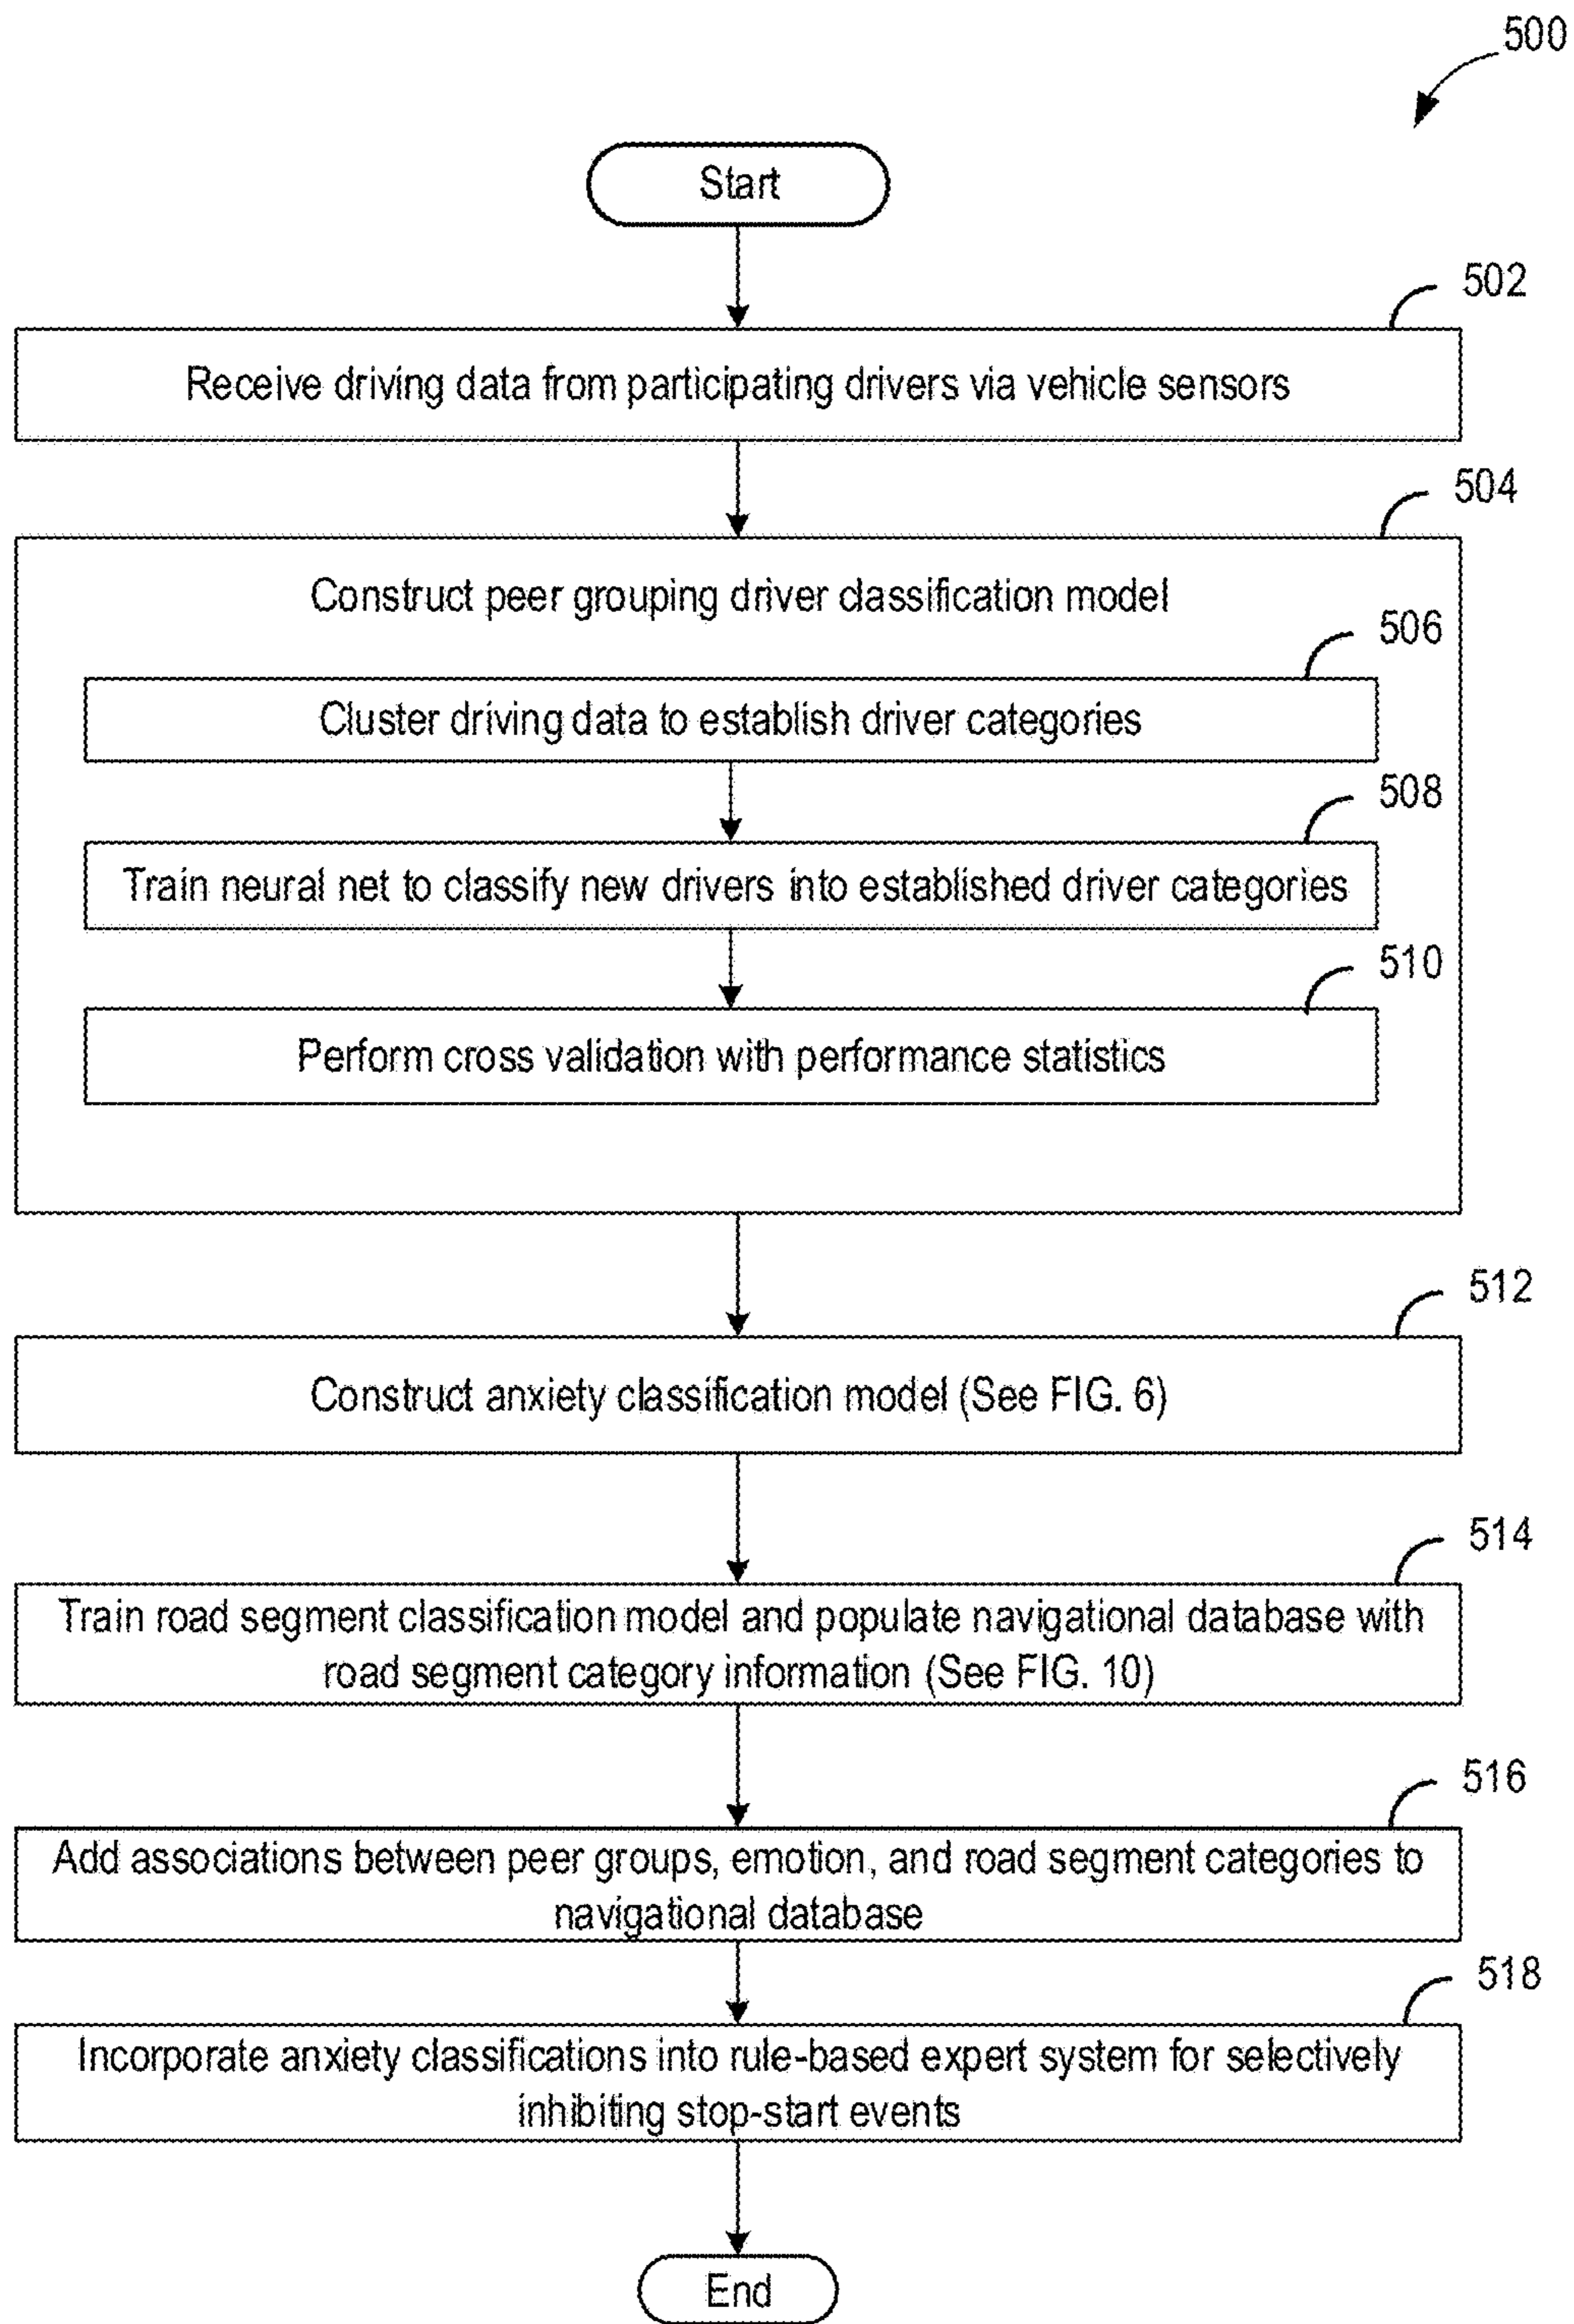 500
Start
502
Receive driving data from participating drivers via vehicle sensors
504
Construct peer grouping driver classification model
506
Cluster driving data to establish driver categories
508
Train neural net to classify new drivers into established driver categories
510
Perform cross validation with performance statistics
512
Construct anxiety classification model (See FIG. 6)
514
Train road segment classification model and populate navigational database with
road segment category information (See FIG. 10)
516
Add associations between peer groups, emotion, and road segment categories to
navigational database
518
Incorporate anxiety classifications into rule-based expert system for selectively
inhibiting stop-start events
End